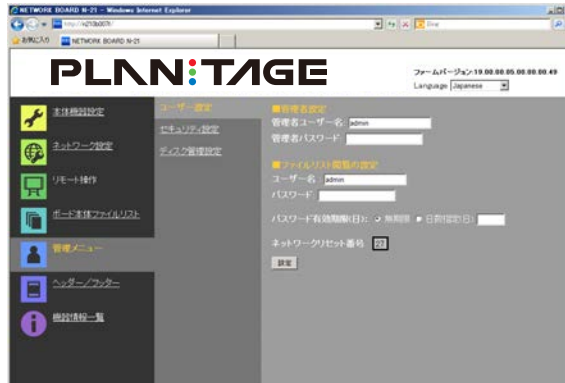 NETWORK BOARD N-21 - Windows Internet Explorer
http://n210b0078/
Bing
お気に入り
NETWORK BOARD N-21
PLANTAGE
ファームバージョン:19.00.00.05.00.00.00.49
Language Japanese
本体機器設定
ネットワーク設定
リモート操作
ボード本体ファイルリスト
管理メニュー
ヘッダー/フッター
機器情報一覧
ユーザー設定
セキュリティ設定
ディスク管理設定
■管理者設定
管理者ユーザー名: admin
管理者パスワード
■ファイルリスト閲覧の設定
ユーザー名: admin
パスワード
パスワード有効期限(日): 無期限 日数指定(日):
ネットワークリセット番号 27
設定